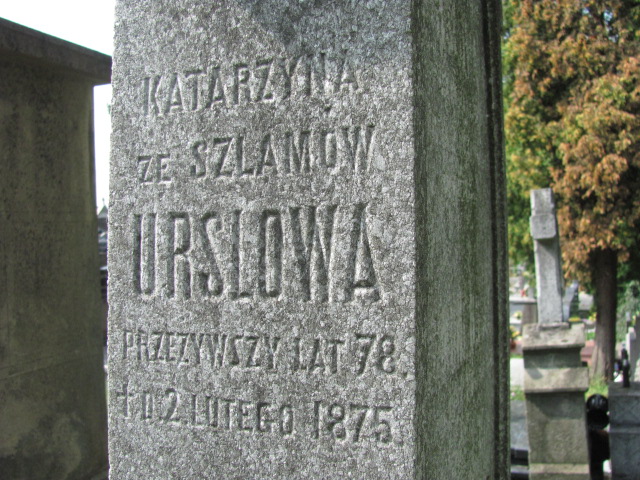 KATARZYNA
ZE SZLAMÓW
URSLOWA
PRZEŻYWSZY LAT 78.
† D. 2 LUTEGO 1875.